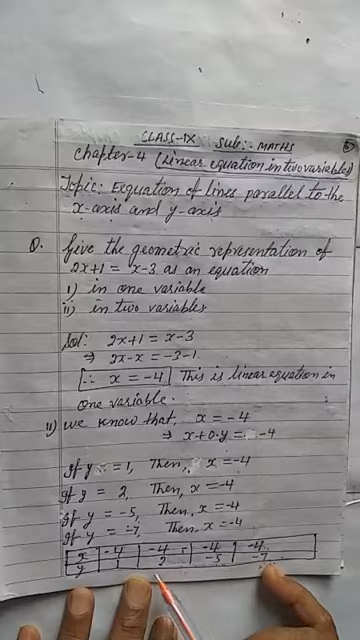 CLASS-IX Sub:- MATHS
Chapter-4 (Linear equation in two variables)
Topic: Equation of lines parallel to the
x-axis and y-axis
Q. Give the geometric representation of
2x+1 = x-3 as an equation
i) in one variable
ii) in two variables
Sol: 2x+1 = x-3
⇒ 2x-x = -3-1
[∴ x = -4] This is linear equation in
one variable.
ii) we know that, x = -4
⇒ x+0.y = -4
If y = 1, Then, x = -4
If y = 2, Then, x = -4
If y = -5, Then, x = -4
If y = -7, Then, x = -4
x | -4 | -4 | -4 | -4
y | 1 | 2 | -5 | -7